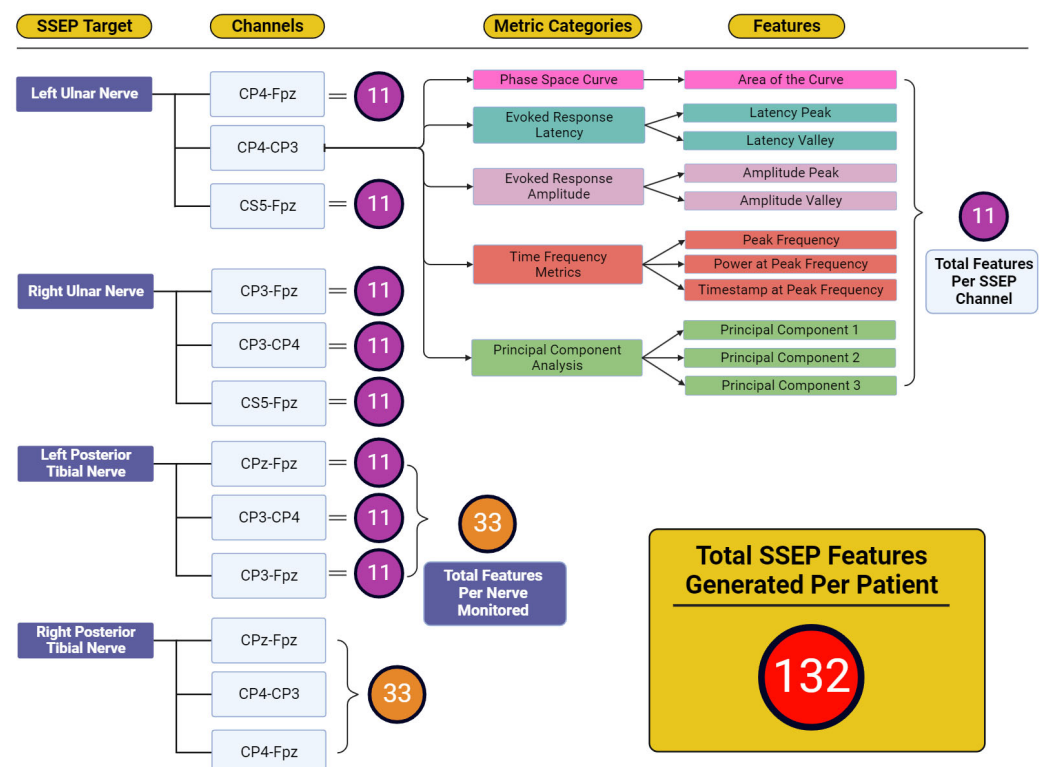 SSEP Target
Channels
Metric Categories
Features
Left Ulnar Nerve
CP4-Fpz
=
11
CP4-CP3
CS5-Fpz
=
11
Phase Space Curve
Area of the Curve
Evoked Response
Latency
Latency Peak
Latency Valley
Evoked Response
Amplitude
Amplitude Peak
Amplitude Valley
Time Frequency
Metrics
Peak Frequency
Power at Peak Frequency
Timestamp at Peak Frequency
Principal Component
Analysis
Principal Component 1
Principal Component 2
Principal Component 3
11
Total Features
Per SSEP
Channel
Right Ulnar Nerve
CP3-Fpz
=
11
CP3-CP4
=
11
CS5-Fpz
=
11
Left Posterior
Tibial Nerve
CPz-Fpz
=
11
CP3-CP4
=
11
CP3-Fpz
=
11
33
Total Features
Per Nerve
Monitored
Right Posterior
Tibial Nerve
CPz-Fpz
CP4-CP3
CP4-Fpz
33
Total SSEP Features
Generated Per Patient
132